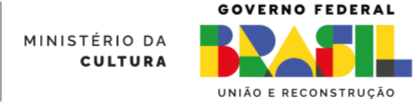 MINISTÉRIO DA
CULTURA
GOVERNO FEDERAL
BRASIL
UNIÃO E RECONSTRUÇÃO